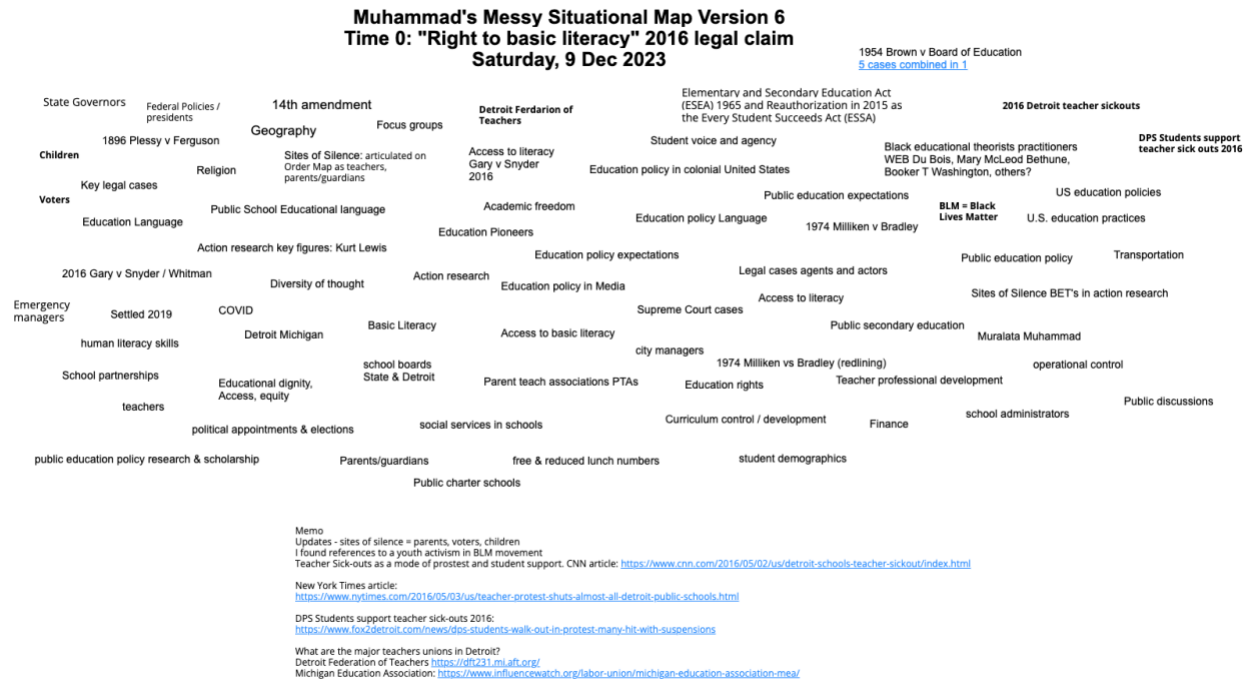 Muhammad's Messy Situational Map Version 6
Time 0: "Right to basic literacy" 2016 legal claim
Saturday, 9 Dec 2023
1954 Brown v Board of Education
5 cases combined in 1
State Governors
Federal Policies /
presidents
14th amendment
Geography
Focus groups
Detroit Ferdarion of
Teachers
Elementary and Secondary Education Act
(ESEA) 1965 and Reauthorization in 2015 as
the Every Student Succeeds Act (ESSA)
2016 Detroit teacher sickouts
DPS Students support
teacher sick outs 2016
1896 Plessy v Ferguson
Children
Religion
Sites of Silence: articulated on
Order Map as teachers,
parents/guardians
Access to literacy
Gary v Snyder
2016
Student voice and agency
Education policy in colonial United States
Black educational theorists practitioners
WEB Du Bois, Mary McLeod Bethune,
Booker T Washington, others?
Key legal cases
Voters
Education Language
Public School Educational language
Academic freedom
Public education expectations
US education policies
BLM = Black
Lives Matter
U.S. education practices
Education policy Language
1974 Milliken v Bradley
Education Pioneers
Action research key figures: Kurt Lewis
Education policy expectations
Public education policy
Transportation
2016 Gary v Snyder / Whitman
Diversity of thought
Action research
Education policy in Media
Legal cases agents and actors
Sites of Silence BET's in action research
Emergency
managers
Settled 2019
COVID
Access to literacy
Supreme Court cases
Basic Literacy
Public secondary education
human literacy skills
Detroit Michigan
Access to basic literacy
Muralata Muhammad
city managers
school boards
State & Detroit
1974 Milliken vs Bradley (redlining)
operational control
School partnerships
Educational dignity,
Access, equity
Parent teach associations PTAs
Education rights
Teacher professional development
teachers
Public discussions
political appointments & elections
social services in schools
Curriculum control / development
Finance
school administrators
public education policy research & scholarship
Parents/guardians
free & reduced lunch numbers
student demographics
Public charter schools
Memo
Updates - sites of silence = parents, voters, children
I found references to a youth activism in BLM movement
Teacher Sick-outs as a mode of prostest and student support. CNN article: https://www.cnn.com/2016/05/02/us/detroit-schools-teacher-sickout/index.html
New York Times article:
https://www.nytimes.com/2016/05/03/us/teacher-protest-shuts-almost-all-detroit-public-schools.html
DPS Students support teacher sick-outs 2016:
https://www.fox2detroit.com/news/dps-students-walk-out-in-protest-many-hit-with-suspensions
What are the major teachers unions in Detroit?
Detroit Federation of Teachers https://dft231.mi.aft.org/
Michigan Education Association: https://www.influencewatch.org/labor-union/michigan-education-association-mea/